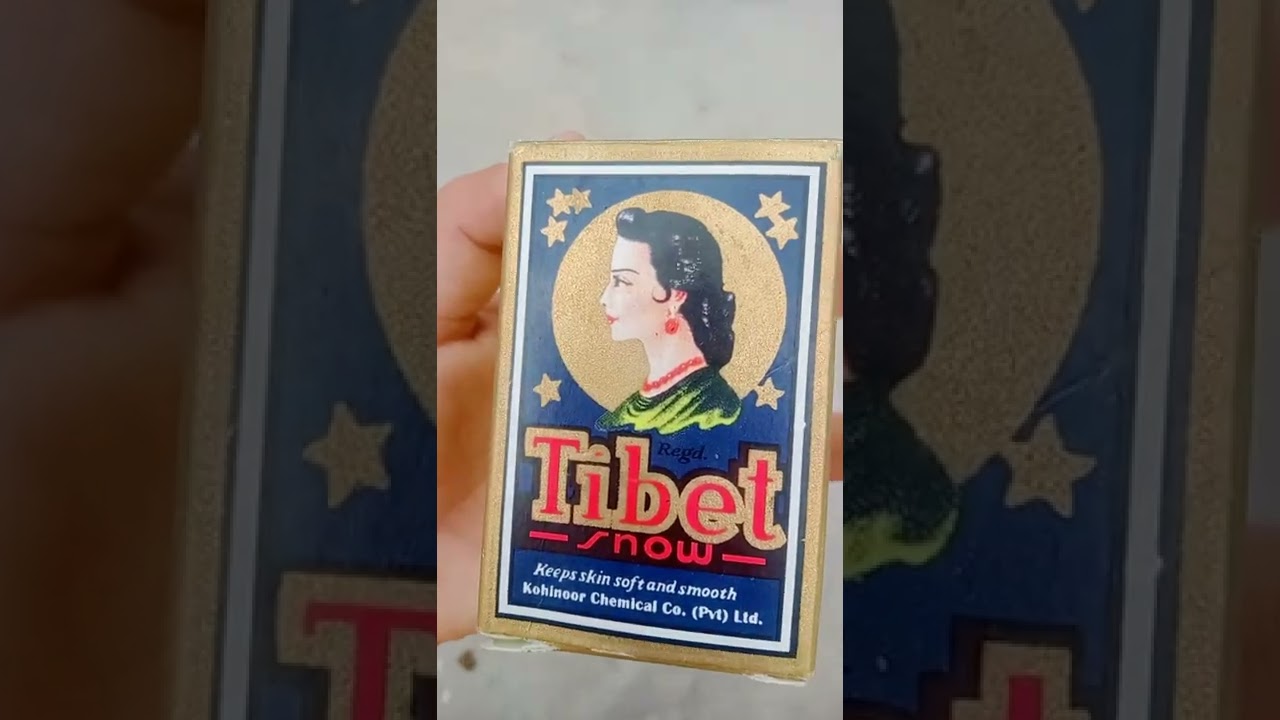 Regd.
Tibet
snow
Keeps skin soft and smooth
Kohinoor Chemical Co. (Pvt) Ltd.